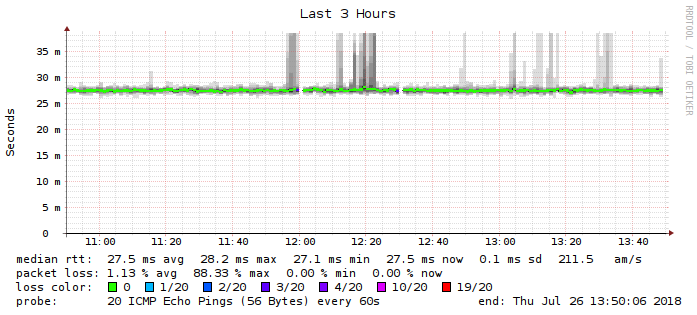 Last 3 Hours
RRDTOOL / TOBI OETIKER
Seconds
35 m
30 m
25 m
20 m
15 m
10 m
5 m
0
11:00 11:20 11:40 12:00 12:20 12:40 13:00 13:20 13:40
median rtt: 27.5 ms avg 28.2 ms max 27.1 ms min 27.5 ms now 0.1 ms sd 211.5 am/s
packet loss: 1.13 % avg 88.33 % max 0.00 % min 0.00 % now
loss color: 0 1/20 2/20 3/20 4/20 10/20 19/20
probe: 20 ICMP Echo Pings (56 Bytes) every 60s end: Thu Jul 26 13:50:06 2018